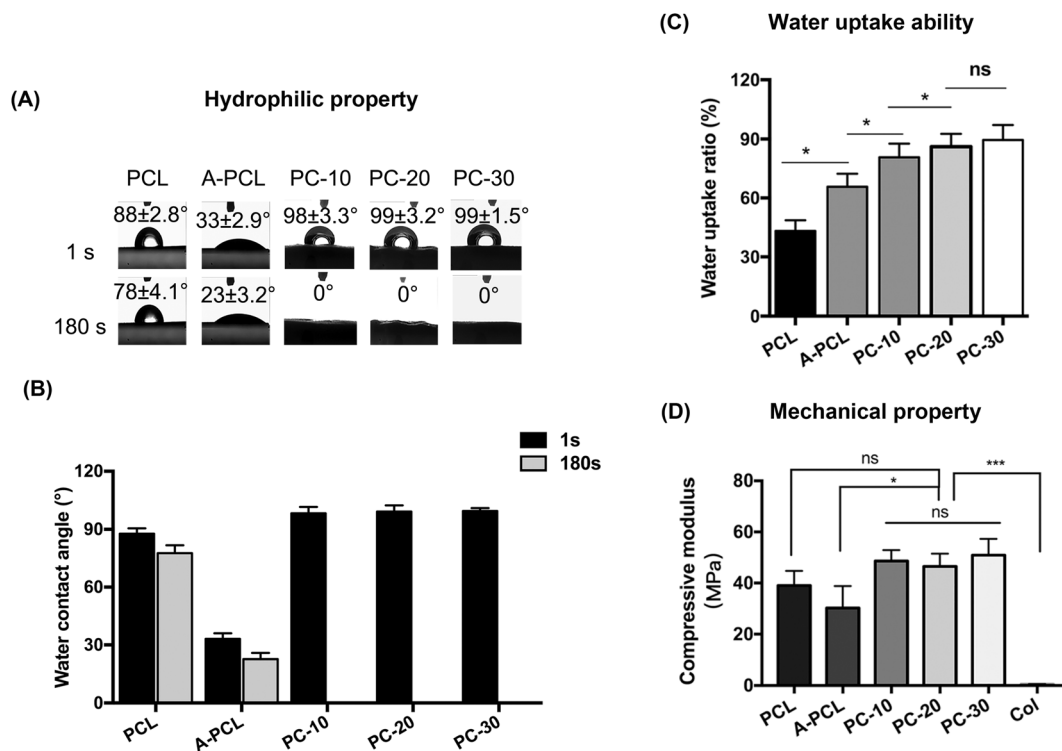 (A)
Hydrophilic property
PCL A-PCL PC-10 PC-20 PC-30
88±2.8° 33±2.9° 98±3.3° 99±3.2° 99±1.5°
1 s
78±4.1° 23±3.2° 0° 0° 0°
180 s
(B)
1s
180s
Water contact angle (°)
120
90
60
30
0
PCL A-PCL PC-10 PC-20 PC-30
(C)
Water uptake ability
Water uptake ratio (%)
120
90
60
30
0
* * * ns
PCL A-PCL PC-10 PC-20 PC-30
(D)
Mechanical property
Compressive modulus
(MPa)
80
60
40
20
0
ns
***
*
ns
PCL A-PCL PC-10 PC-20 PC-30 Col